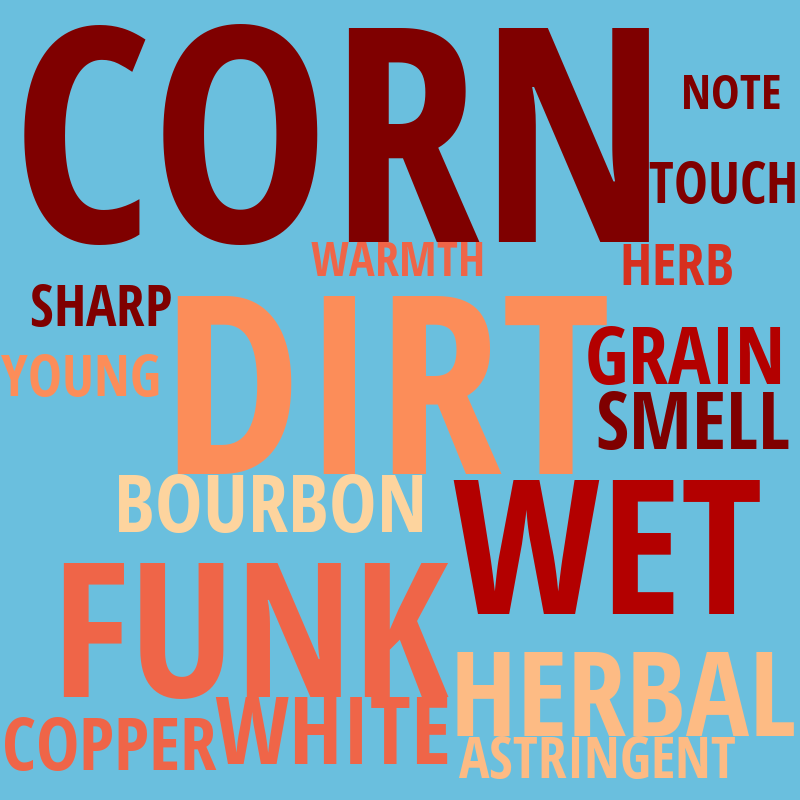 CORN
NOTE
TOUCH
WARMTH
HERB
SHARP
DIRT
GRAIN
YOUNG
SMELL
BOURBON
WET
FUNK
HERBAL
COPPER
WHITE
ASTRINGENT